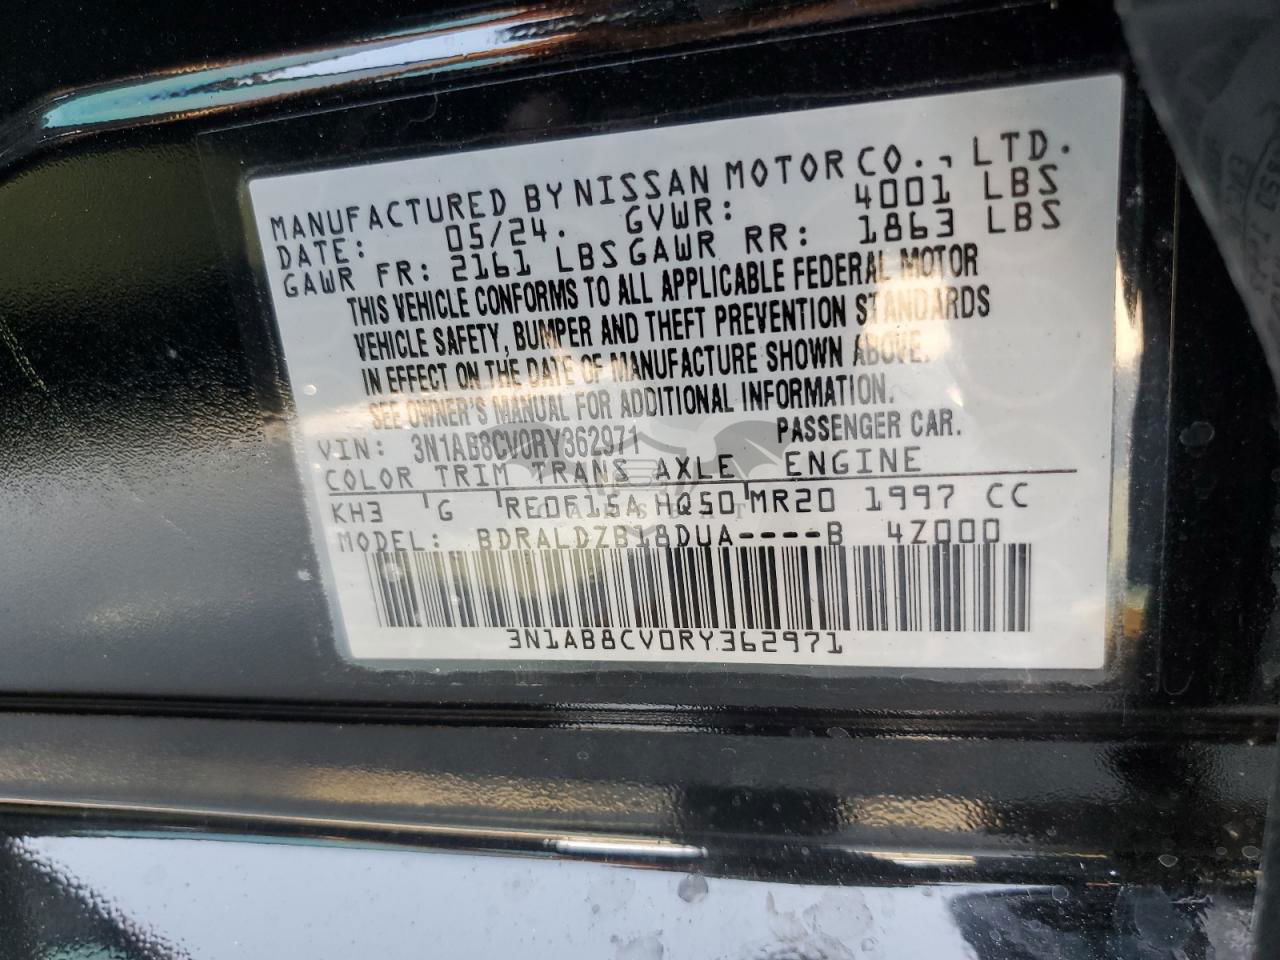 MANUFACTURED BY NISSAN MOTOR CO., LTD.
DATE: 05/24. GVWR: 4001 LBS
GAWR FR: 2161 LBS GAWR RR: 1863 LBS
THIS VEHICLE CONFORMS TO ALL APPLICABLE FEDERAL MOTOR
VEHICLE SAFETY, BUMPER AND THEFT PREVENTION STANDARDS
IN EFFECT ON THE DATE OF MANUFACTURE SHOWN ABOVE.
SEE OWNER'S MANUAL FOR ADDITIONAL INFORMATION.
VIN: 3N1AB8CV0RY362971 PASSENGER CAR.
COLOR TRIM TRANS AXLE ENGINE
KH3 G RE0F15A HQ50 MR20 1997 CC
MODEL: BDRALDZB18DUA----B 4Z000
3N1AB8CV0RY362971